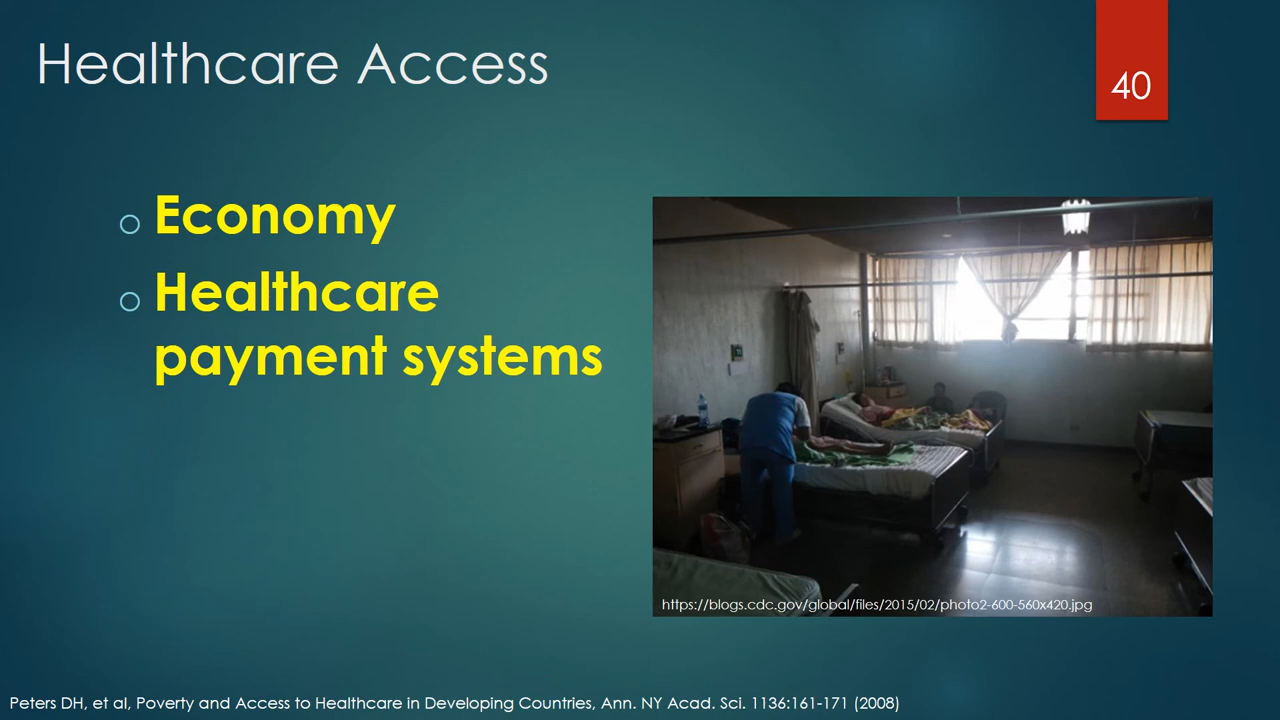 Healthcare Access
40
Economy
Healthcare
payment systems
https://blogs.cdc.gov/global/files/2015/02/photo2-600-560x420.jpg
Peters DH, et al, Poverty and Access to Healthcare in Developing Countries, Ann. NY Acad. Sci. 1136:161-171 (2008)